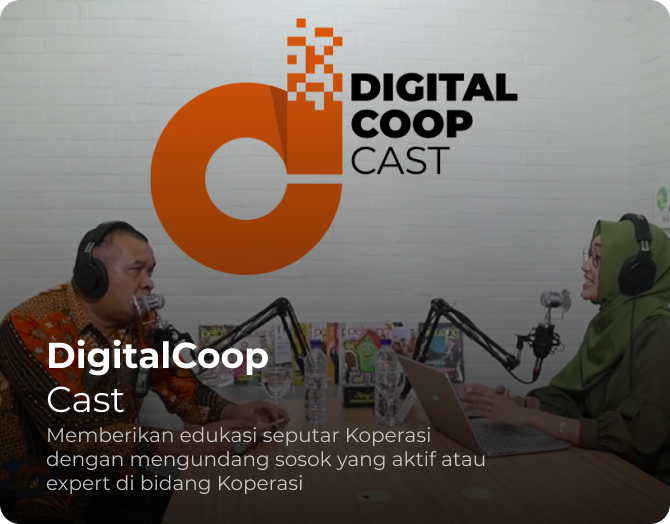 DIGITAL
COOP
CAST
DigitalCoop
Cast
Memberikan edukasi seputar Koperasi
dengan mengundang sosok yang aktif atau
expert di bidang Koperasi